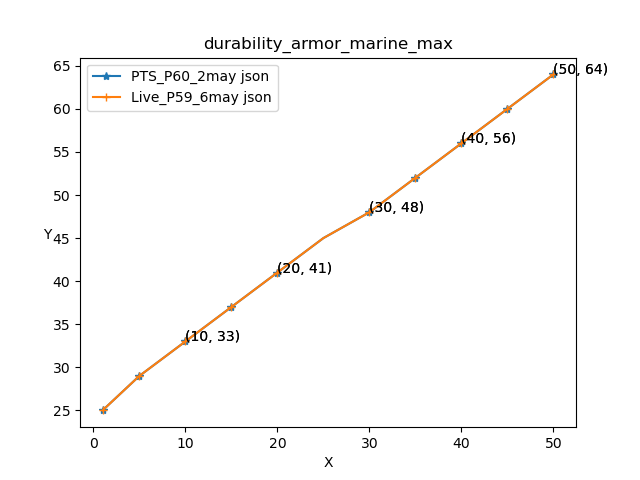 durability_armor_marine_max
PTS_P60_2may json
Live_P59_6may json
(50, 64)
(40, 56)
(30, 48)
(20, 41)
(10, 33)
65
60
55
50
45
40
35
30
25
Y
0 10 20 30 40 50
X